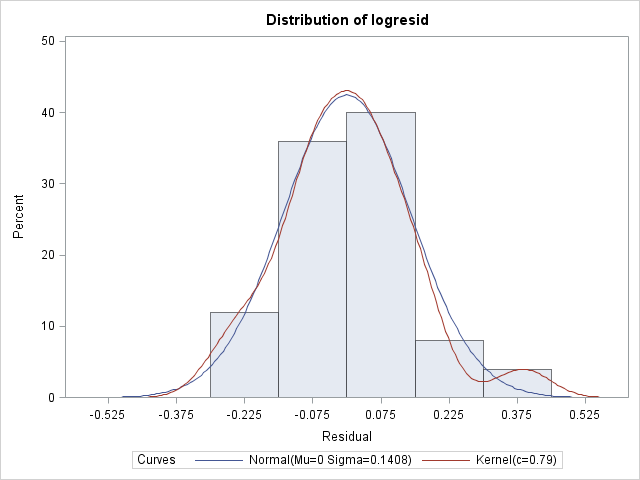 Distribution of logresid
50
40
30
20
10
0
Percent
-0.525 -0.375 -0.225 -0.075 0.075 0.225 0.375 0.525
Residual
Curves Normal(Mu=0 Sigma=0.1408) Kernel(c=0.79)